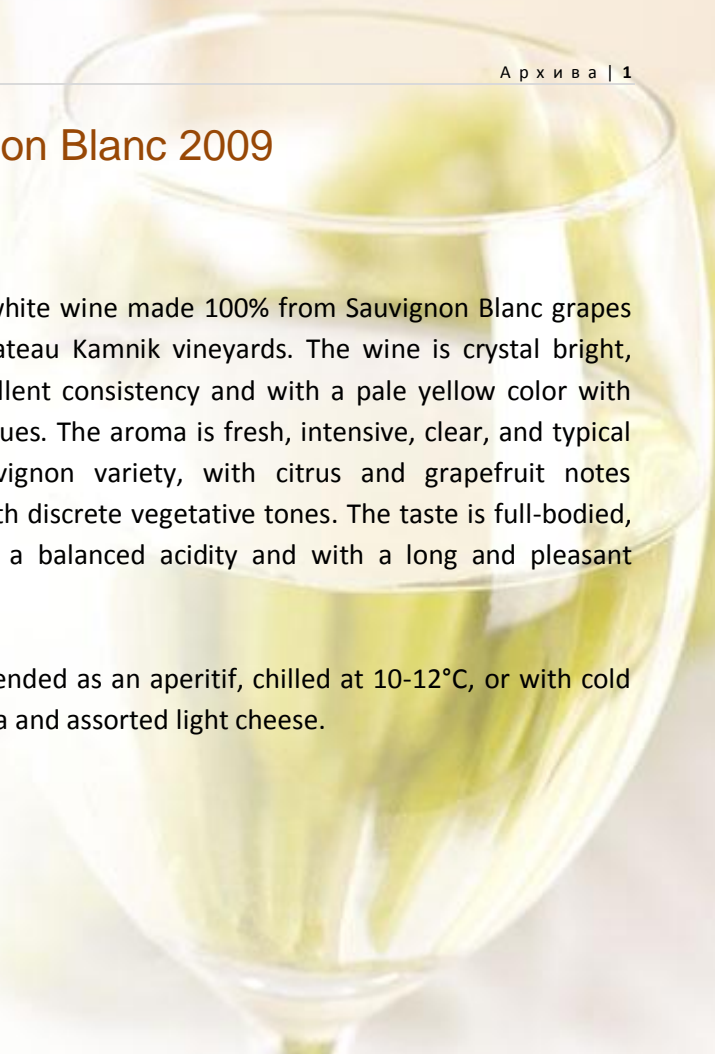 Архива | 1
on Blanc 2009
white wine made 100% from Sauvignon Blanc grapes
ateau Kamnik vineyards. The wine is crystal bright,
llent consistency and with a pale yellow color with
ues. The aroma is fresh, intensive, clear, and typical
vignon variety, with citrus and grapefruit notes
th discrete vegetative tones. The taste is full-bodied,
a balanced acidity and with a long and pleasant
ended as an aperitif, chilled at 10-12°C, or with cold
a and assorted light cheese.